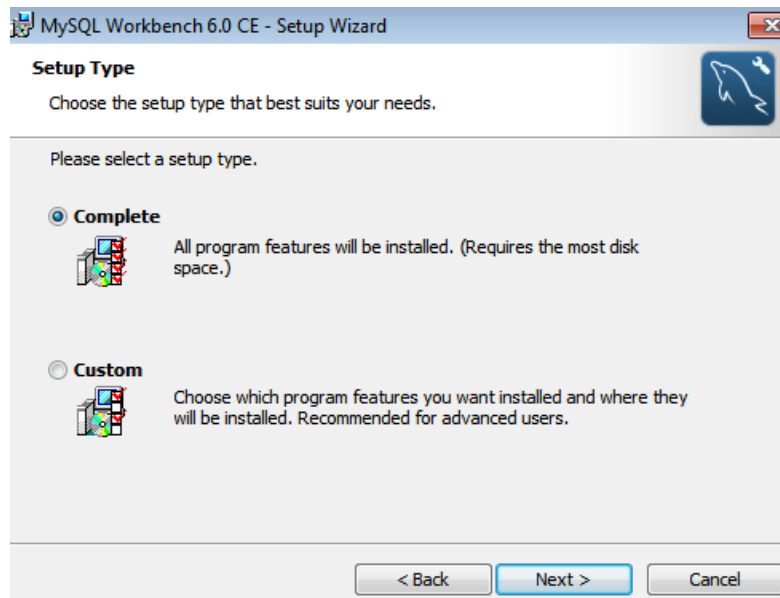 MySQL Workbench 6.0 CE - Setup Wizard
Setup Type
Choose the setup type that best suits your needs.
Please select a setup type.
Complete
All program features will be installed. (Requires the most disk
space.)
Custom
Choose which program features you want installed and where they
will be installed. Recommended for advanced users.
< Back
Next >
Cancel